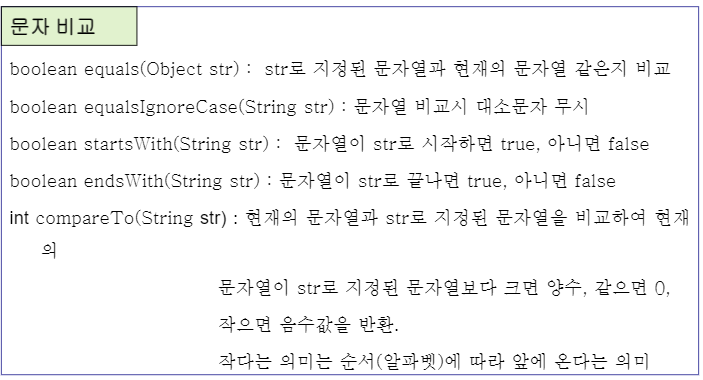 문자 비교
boolean equals(Object str) : str로 지정된 문자열과 현재의 문자열 같은지 비교
boolean equalsIgnoreCase(String str) : 문자열 비교시 대소문자 무시
boolean startsWith(String str) : 문자열이 str로 시작하면 true, 아니면 false
boolean endsWith(String str) : 문자열이 str로 끝나면 true, 아니면 false
int compareTo(String str) : 현재의 문자열과 str로 지정된 문자열을 비교하여 현재
의
문자열이 str로 지정된 문자열보다 크면 양수, 같으면 0,
작으면 음수값을 반환.
작다는 의미는 순서(알파벳)에 따라 앞에 온다는 의미